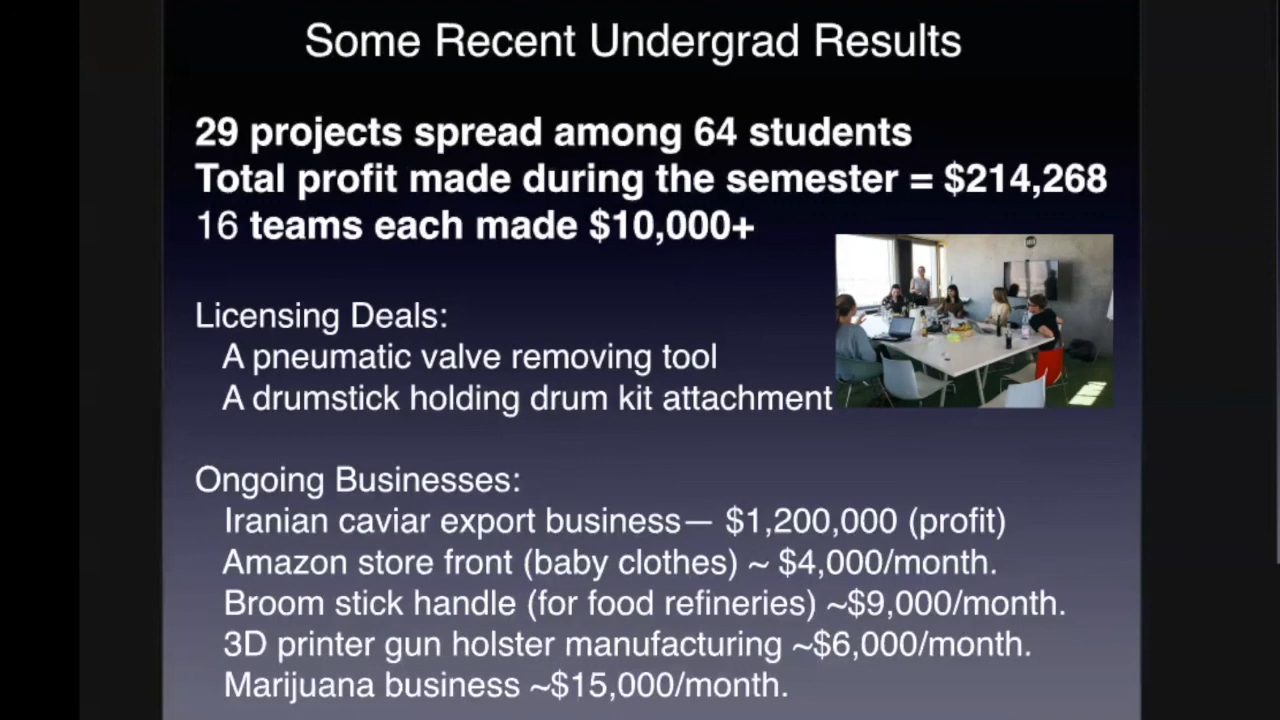 Some Recent Undergrad Results
29 projects spread among 64 students
Total profit made during the semester = $214,268
16 teams each made $10,000+
Licensing Deals:
A pneumatic valve removing tool
A drumstick holding drum kit attachment
Ongoing Businesses:
Iranian caviar export business— $1,200,000 (profit)
Amazon store front (baby clothes) ~ $4,000/month.
Broom stick handle (for food refineries) ~$9,000/month.
3D printer gun holster manufacturing ~$6,000/month.
Marijuana business ~$15,000/month.